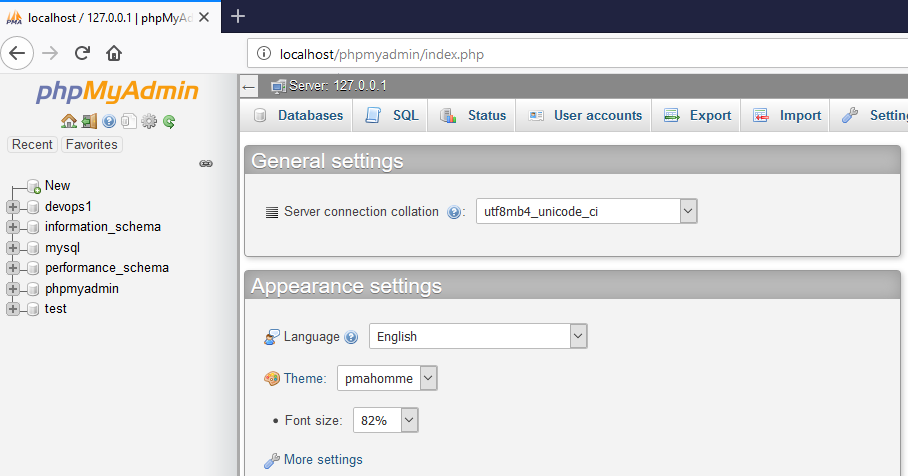 PMA localhost / 127.0.0.1 | phpMyAd
localhost/phpmyadmin/index.php
phpMyAdmin
Recent Favorites
New
devops1
information_schema
mysql
performance_schema
phpmyadmin
test
Server: 127.0.0.1
Databases SQL Status User accounts Export Import Setting
General settings
Server connection collation : utf8mb4_unicode_ci
Appearance settings
Language English
Theme: pmahomme
• Font size: 82%
More settings